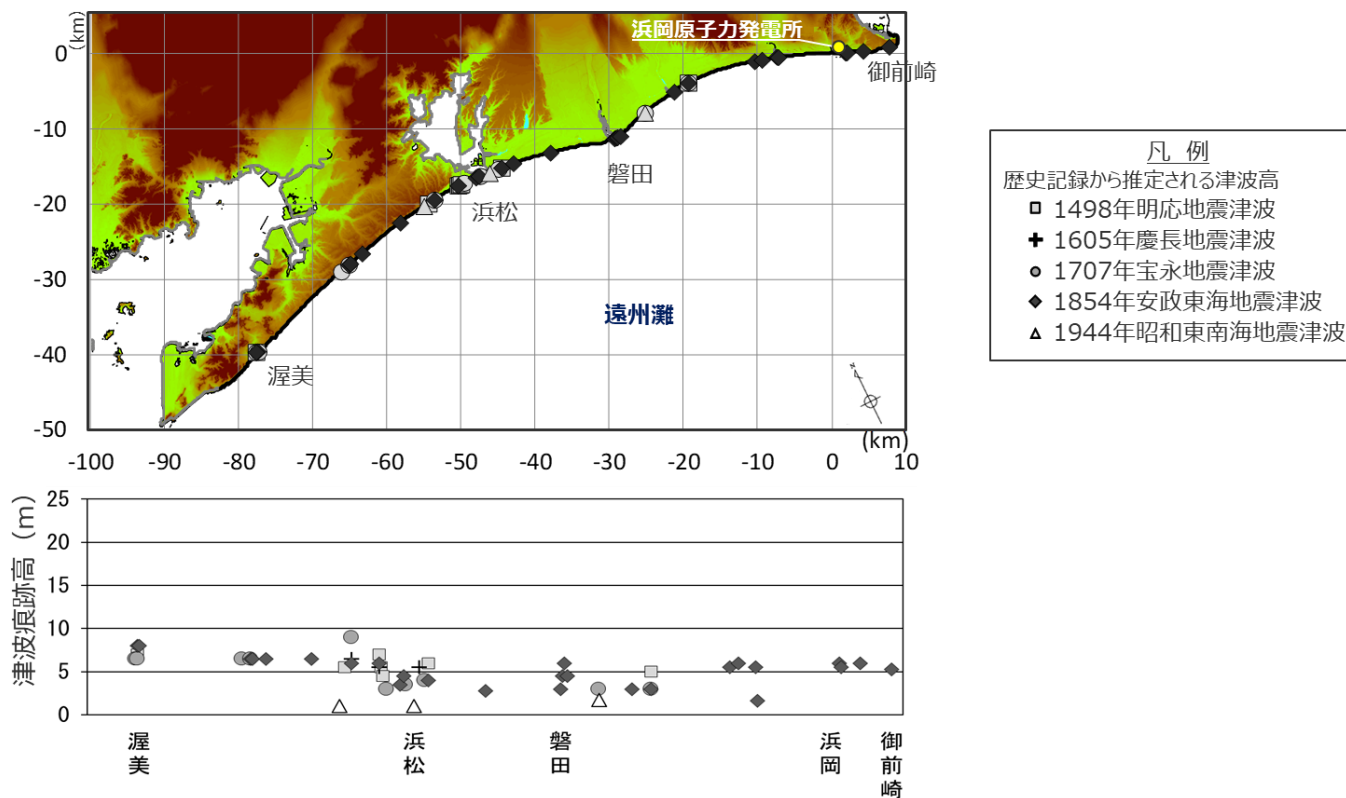 (km)
0
-10
-20
-30
-40
-50
浜岡原子力発電所
御前崎
磐田
浜松
渥美
遠州灘
(km)
-100 -90 -80 -70 -60 -50 -40 -30 -20 -10 0 10
凡 例
歴史記録から推定される津波高
1498年明応地震津波
1605年慶長地震津波
1707年宝永地震津波
1854年安政東海地震津波
1944年昭和東南海地震津波
津波痕跡高(m)
25
20
15
10
5
0
渥美
浜松
磐田
浜岡
御前崎